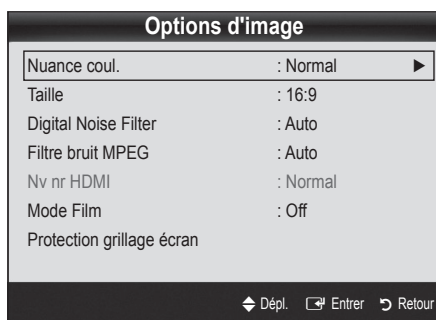 Options d'image
Nuance coul. : Normal ▶
Taille : 16:9
Digital Noise Filter : Auto
Filtre bruit MPEG : Auto
Nv nr HDMI : Normal
Mode Film : Off
Protection grillage écran
Dépl. Entrer Retour